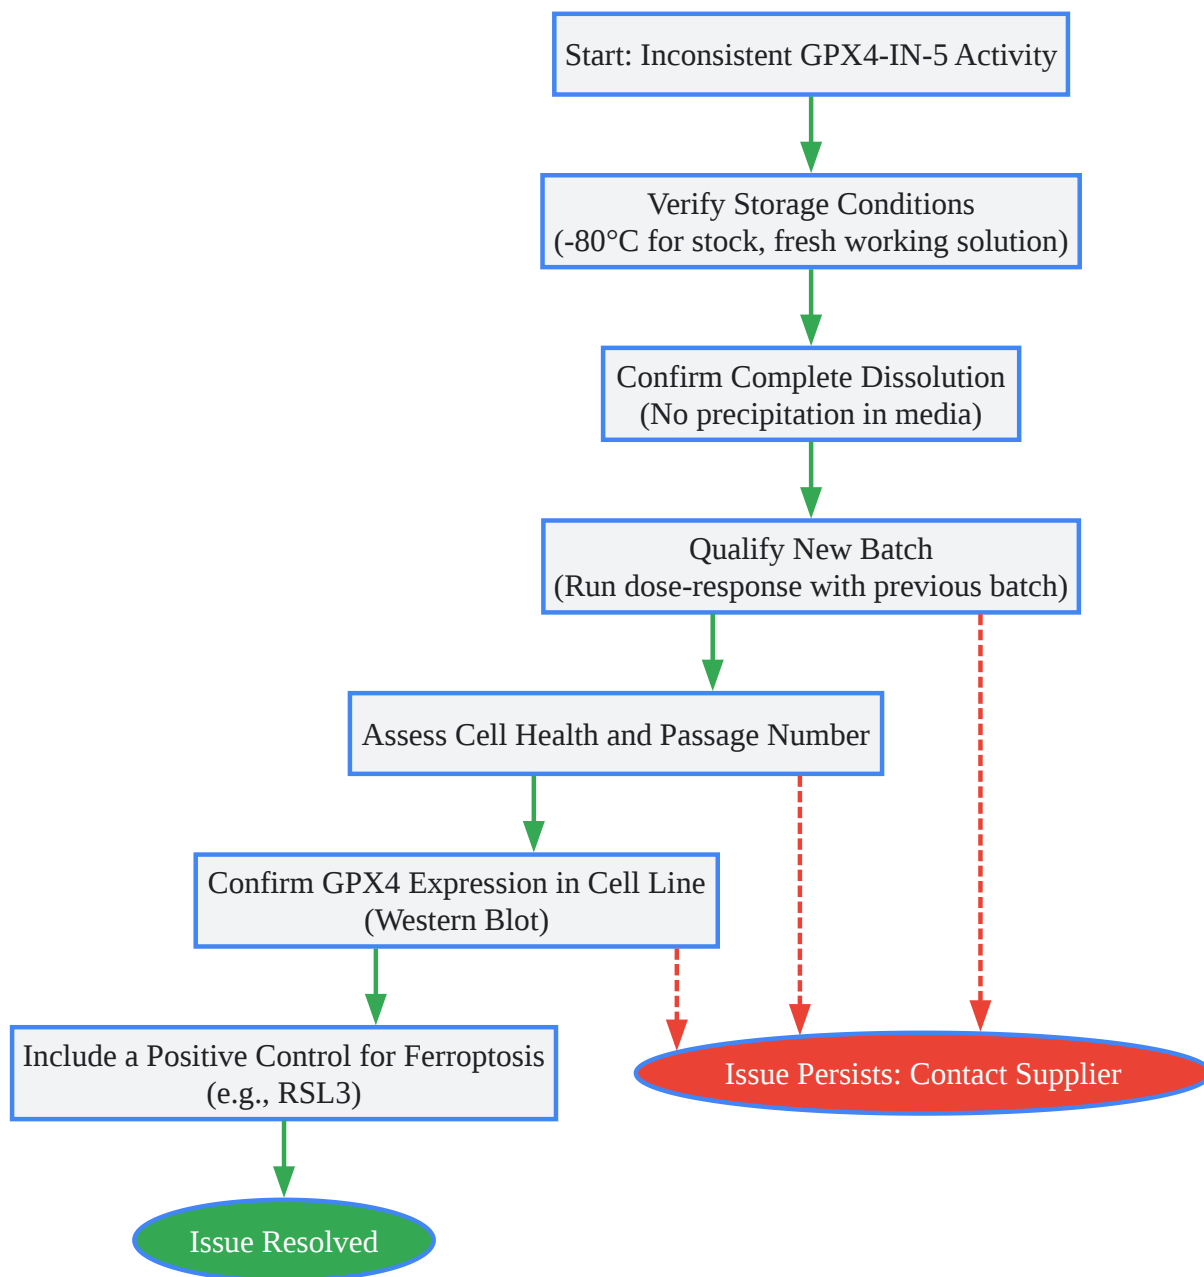 Start: Inconsistent GPX4-IN-5 Activity
Verify Storage Conditions
(-80°C for stock, fresh working solution)
Confirm Complete Dissolution
(No precipitation in media)
Qualify New Batch
(Run dose-response with previous batch)
Assess Cell Health and Passage Number
Confirm GPX4 Expression in Cell Line
(Western Blot)
Include a Positive Control for Ferroptosis
(e.g., RSL3)
Issue Persists: Contact Supplier
Issue Resolved